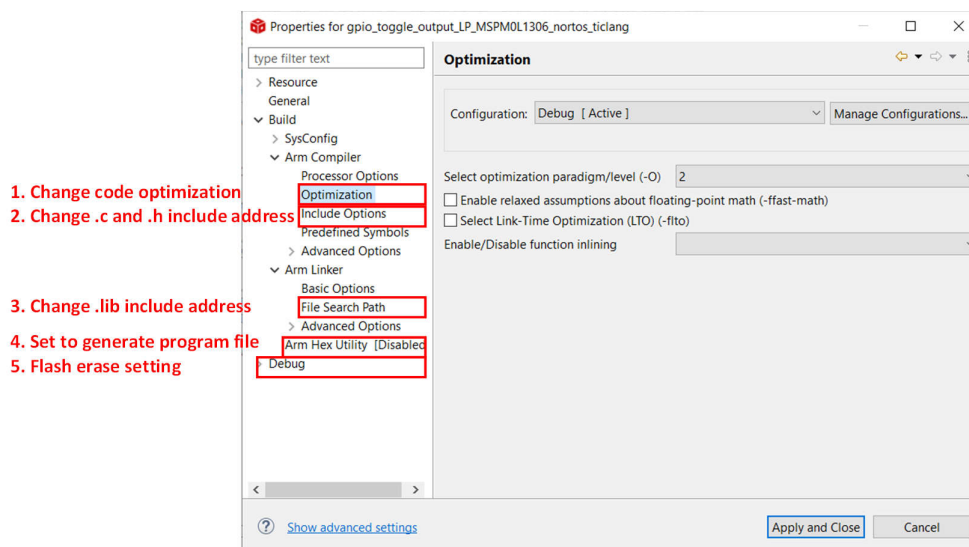 Properties for gpio_toggle_output_LP_MSPM0L1306_nortos_ticlang
type filter text
Optimization
Resource
General
Build
SysConfig
Arm Compiler
Processor Options
Optimization
Include Options
Predefined Symbols
Advanced Options
Arm Linker
Basic Options
File Search Path
Advanced Options
Arm Hex Utility [Disabled
Debug
1. Change code optimization
2. Change .c and .h include address
3. Change .lib include address
4. Set to generate program file
5. Flash erase setting
Configuration: Debug [ Active ] Manage Configurations...
Select optimization paradigm/level (-O) 2
Enable relaxed assumptions about floating-point math (-ffast-math)
Select Link-Time Optimization (LTO) (-flto)
Enable/Disable function inlining
Show advanced settings
Apply and Close Cancel